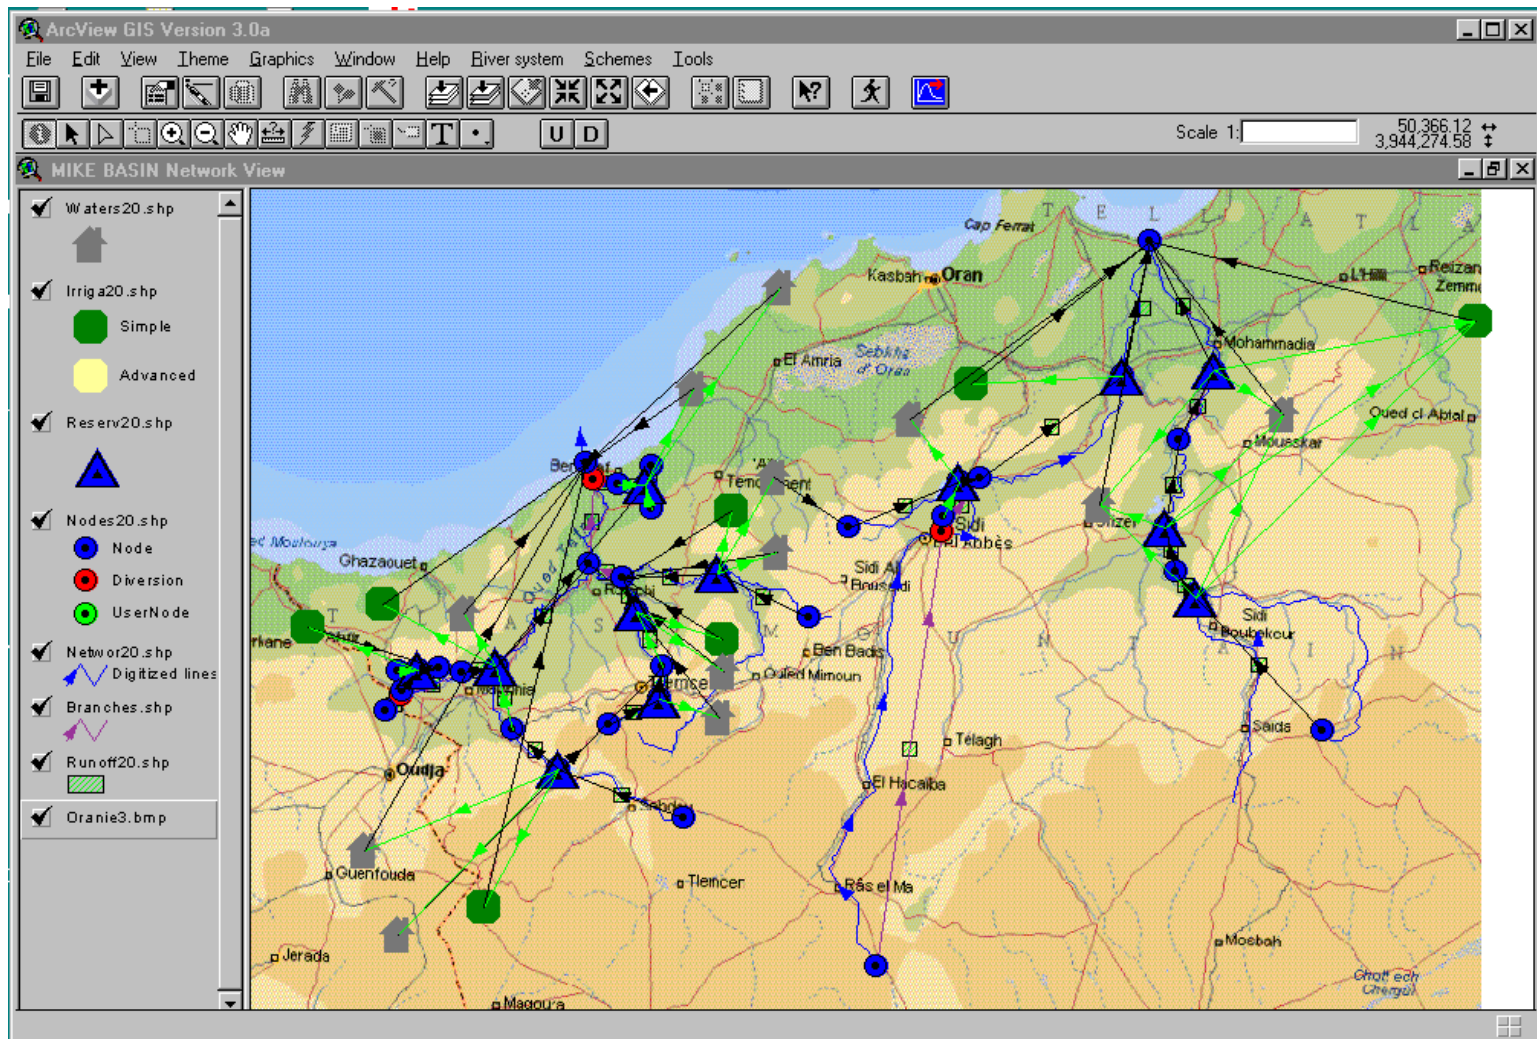 ArcView GIS Version 3.0a
File Edit View Theme Graphics Window Help River system Schemes Tools
U D
Scale 1:
50,366.12
3,944,274.58
MIKE BASIN Network View
Waters20.shp
Irriga20.shp
Simple
Advanced
Reserv20.shp
Nodes20.shp
Node
Diversion
UserNode
Networ20.shp
Digitized lines
Branches.shp
Runoff20.shp
Oranie3.bmp
T E L L A T L A
Cap Ferrat
Kasbah
Oran
Reizan
Zemm
Mohammadia
El Amria
Sebkha
d' Oran
Oued el Abtal
Mouaskar
Ghazaouet
Sidi
Bel Abbès
Sidi Ali
Boussidi
Ben Badis
Sidi
Boubekeur
Ouled Mimoun
Saida
Télagh
Oudja
El Hacaiba
Guenfouda
Tlemcen
Râs el Ma
Mosbah
Jerada
Chott ech
Chergui
Magoura